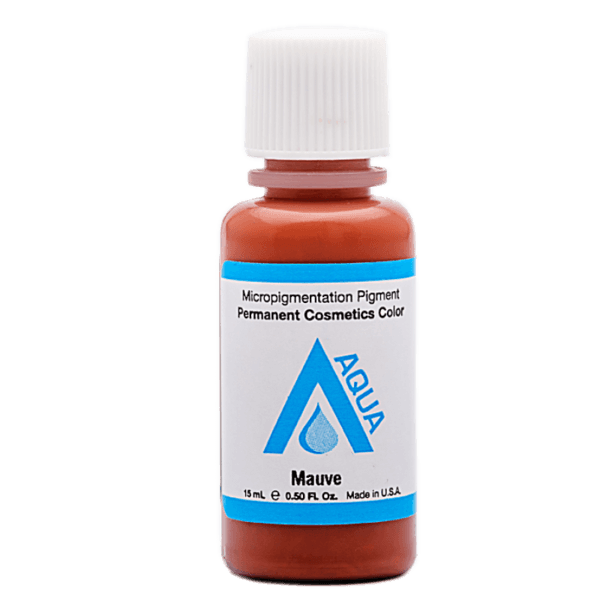 Micropigmentation Pigment
Permanent Cosmetics Color
AQUA
Mauve
15 mL ℮ 0.50 FL Oz. Made in U.S.A.